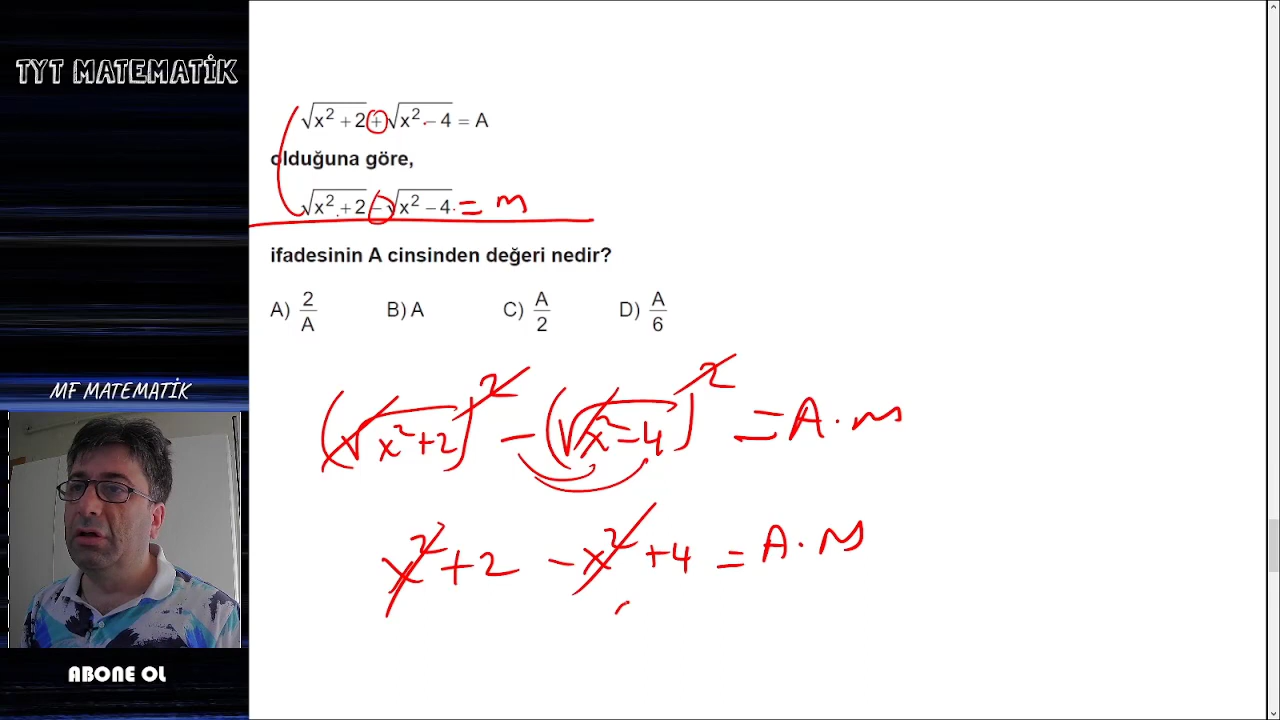 TYT MATEMATİK
√(x² + 2) + √(x² − 4) = A
olduğuna göre,
√(x² + 2) − √(x² − 4) = m
ifadesinin A cinsinden değeri nedir?
A) 2/A B) A C) A/2 D) A/6
(√(x²+2))² − (√(x²−4))² = A . m
x² + 2 − x² + 4 = A . m
MF MATEMATİK
ABONE OL